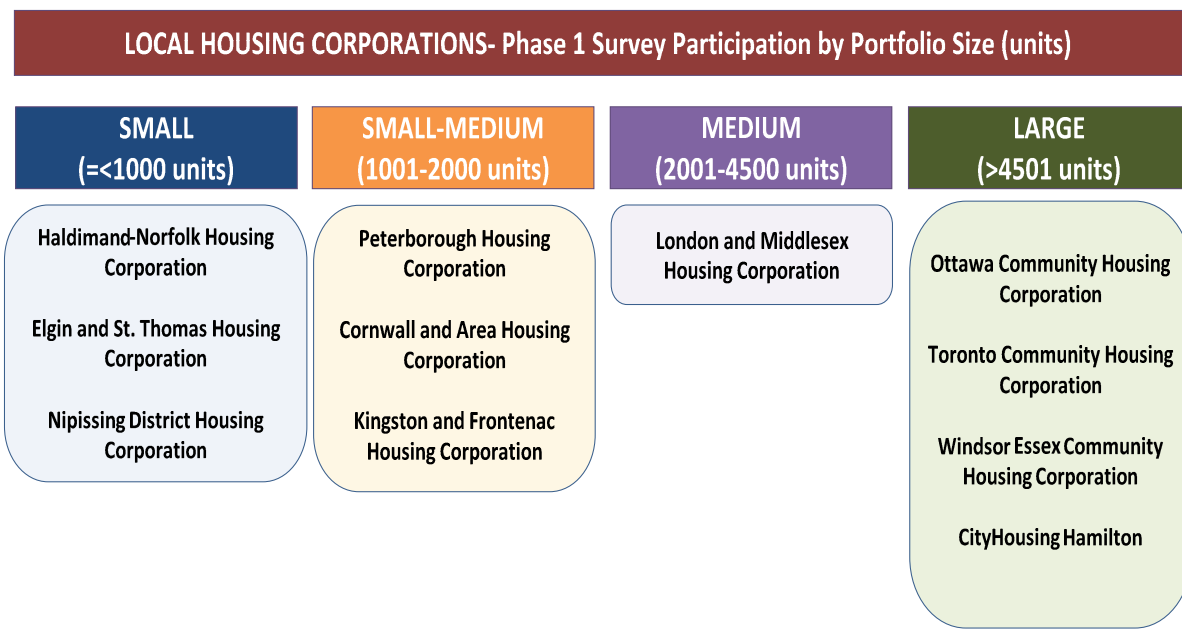 LOCAL HOUSING CORPORATIONS- Phase 1 Survey Participation by Portfolio Size (units)
SMALL
(=<1000 units)
Haldimand-Norfolk Housing
Corporation
Elgin and St. Thomas Housing
Corporation
Nipissing District Housing
Corporation
SMALL-MEDIUM
(1001-2000 units)
Peterborough Housing
Corporation
Cornwall and Area Housing
Corporation
Kingston and Frontenac
Housing Corporation
MEDIUM
(2001-4500 units)
London and Middlesex
Housing Corporation
LARGE
(>4501 units)
Ottawa Community Housing
Corporation
Toronto Community Housing
Corporation
Windsor Essex Community
Housing Corporation
CityHousing Hamilton